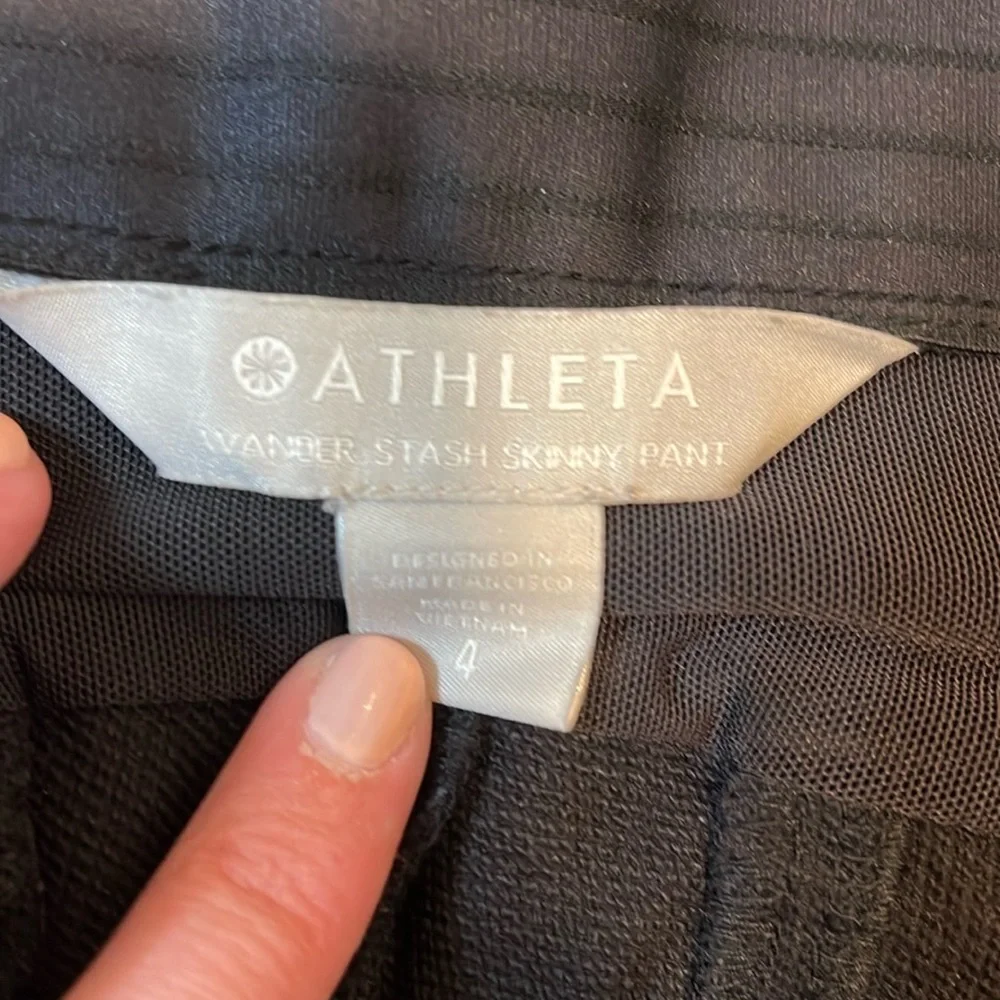 ATHLETA
WANDER STASH SKINNY PANT
DESIGNED IN
SAN FRANCISCO
MADE IN
VIETNAM
4